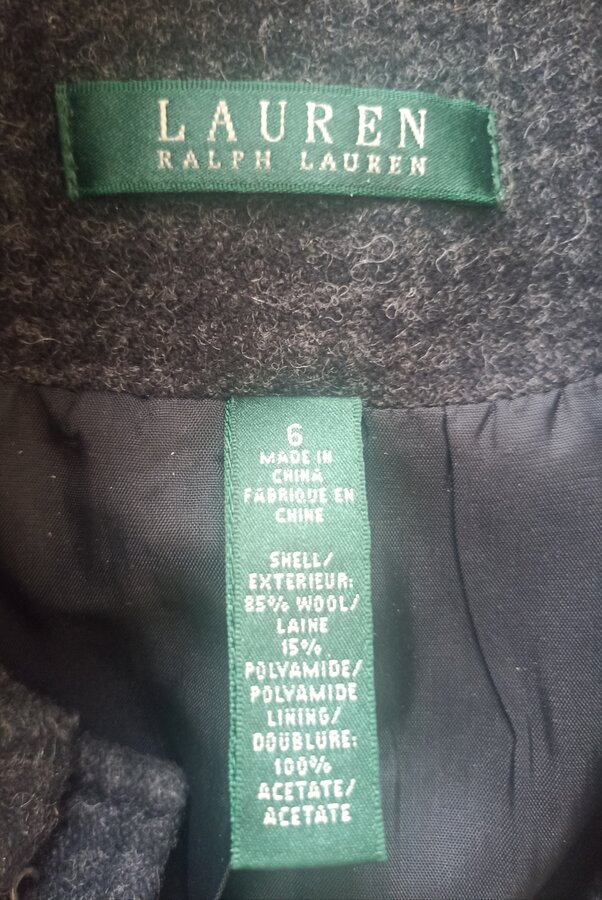 LAUREN
RALPH LAUREN
6
MADE IN
CHINA
FABRIQUE EN
CHINE
SHELL/
EXTERIEUR:
85% WOOL/
LAINE
15%
POLYAMIDE/
POLYAMIDE
LINING/
DOUBLURE:
100%
ACETATE/
ACETATE